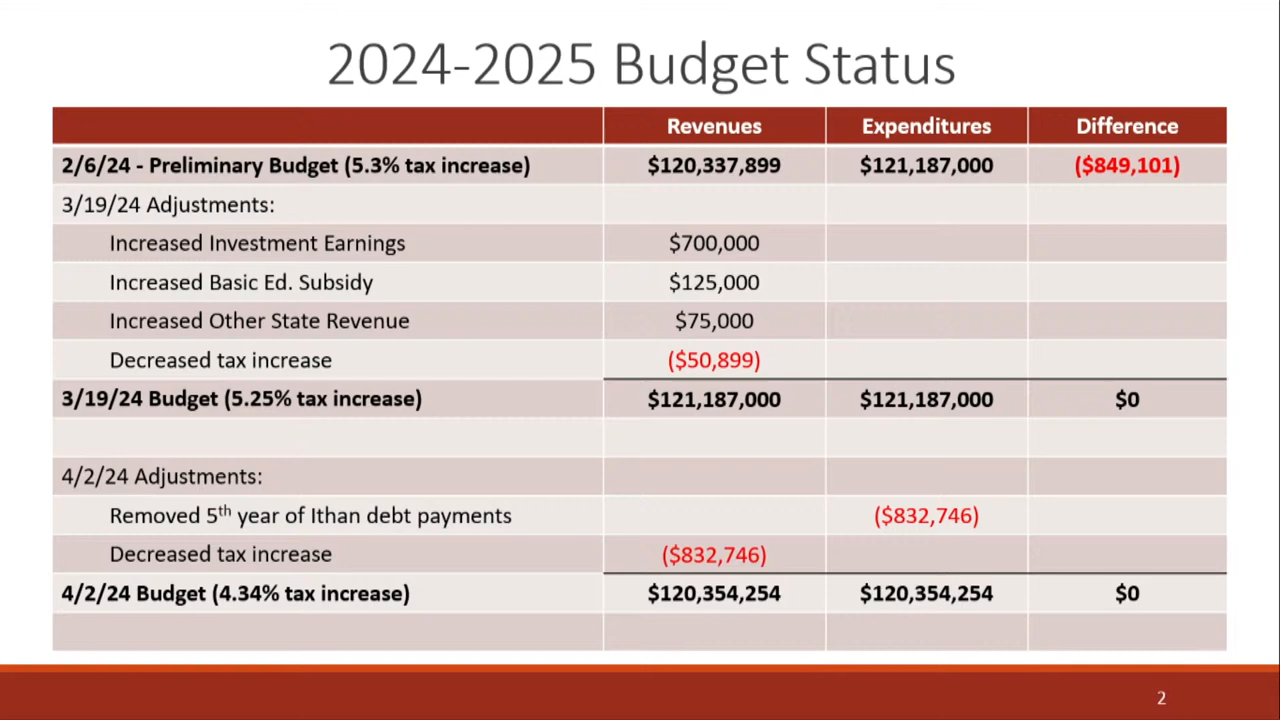 2024-2025 Budget Status
Revenues Expenditures Difference
2/6/24 - Preliminary Budget (5.3% tax increase) $120,337,899 $121,187,000 ($849,101)
3/19/24 Adjustments:
Increased Investment Earnings $700,000
Increased Basic Ed. Subsidy $125,000
Increased Other State Revenue $75,000
Decreased tax increase ($50,899)
3/19/24 Budget (5.25% tax increase) $121,187,000 $121,187,000 $0
4/2/24 Adjustments:
Removed 5th year of Ithan debt payments ($832,746)
Decreased tax increase ($832,746)
4/2/24 Budget (4.34% tax increase) $120,354,254 $120,354,254 $0
2